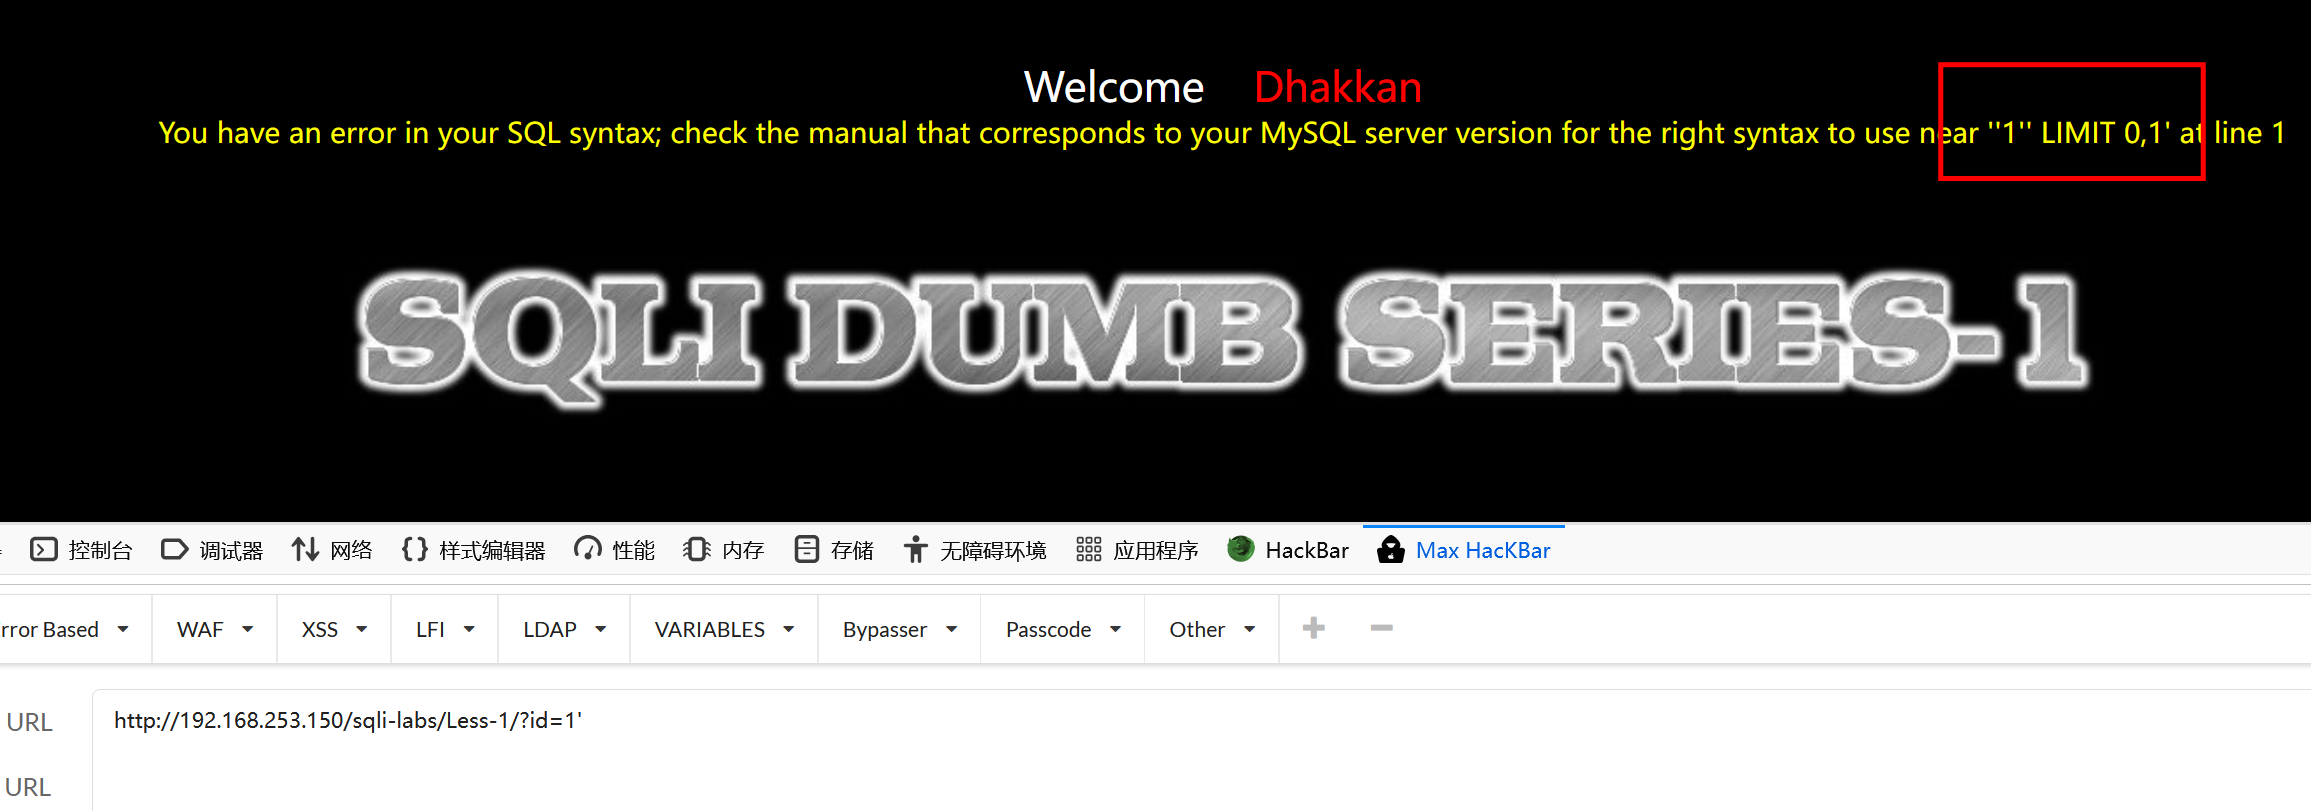 Welcome Dhakkan
You have an error in your SQL syntax; check the manual that corresponds to your MySQL server version for the right syntax to use near ''1'' LIMIT 0,1' at line 1
SQLI DUMB SERIES-1
控制台 调试器 网络 样式编辑器 性能 内存 存储 无障碍环境 应用程序 HackBar Max HacKBar
rror Based WAF XSS LFI LDAP VARIABLES Bypasser Passcode Other
URL http://192.168.253.150/sqli-labs/Less-1/?id=1'
URL